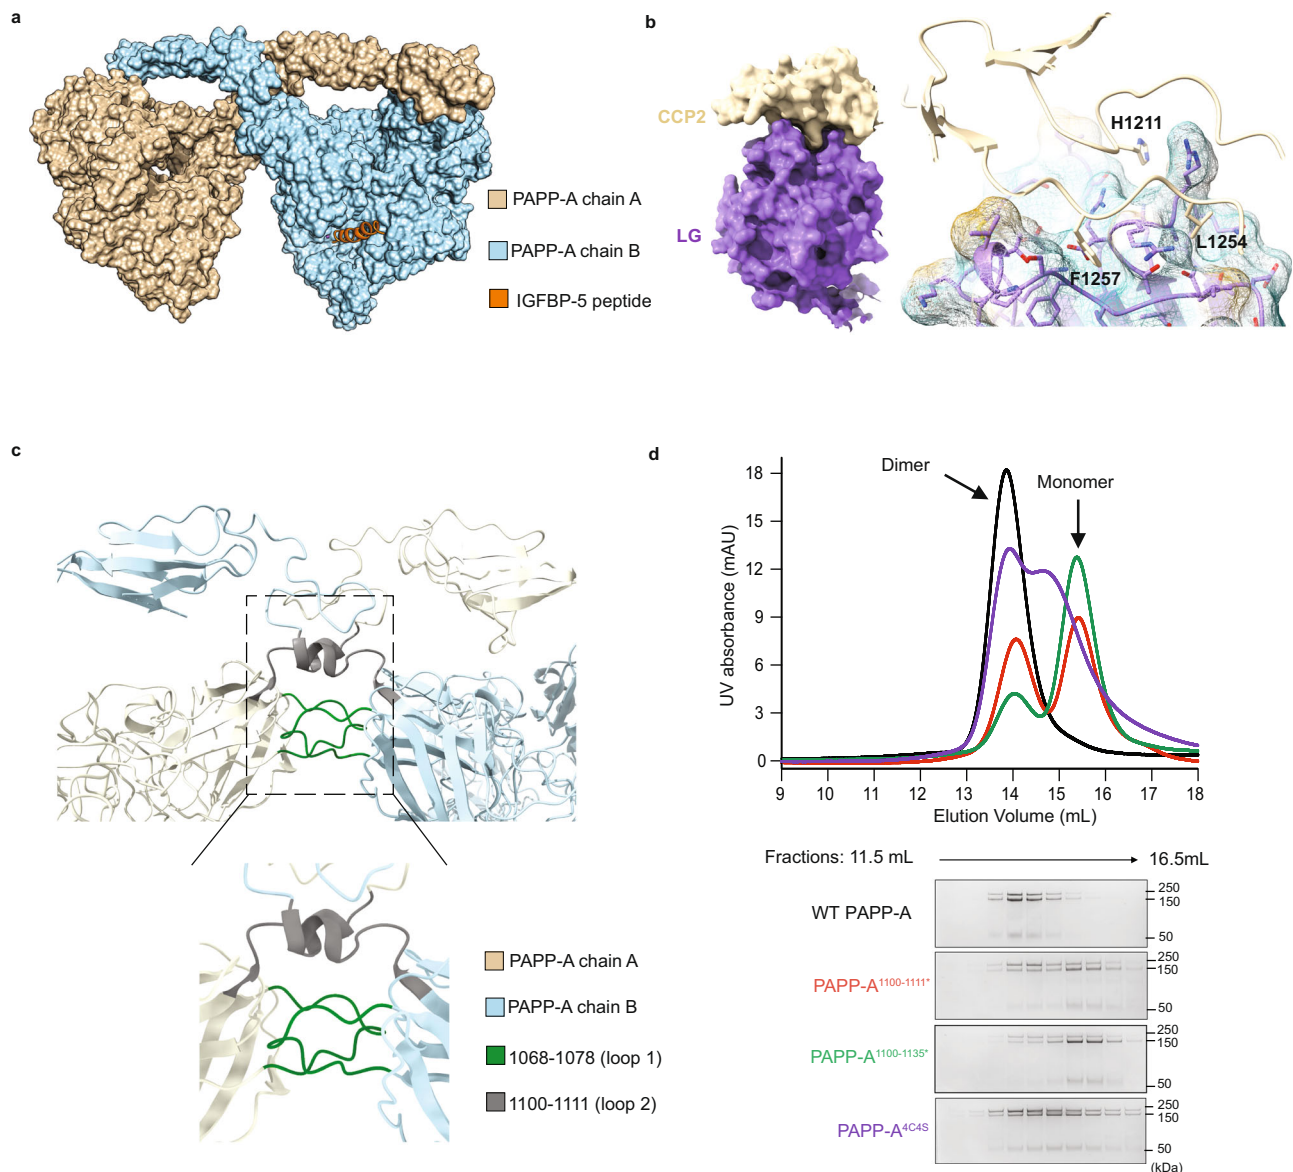 a
PAPP-A chain A
PAPP-A chain B
IGFBP-5 peptide
b
CCP2
LG
H1211
L1254
F1257
c
PAPP-A chain A
PAPP-A chain B
1068-1078 (loop 1)
1100-1111 (loop 2)
d
Dimer
Monomer
UV absorbance (mAU)
18
15
12
9
6
3
0
9 10 11 12 13 14 15 16 17 18
Elution Volume (mL)
Fractions: 11.5 mL 16.5mL
WT PAPP-A
250
150
50
PAPP-A1100-1111*
250
150
50
PAPP-A1100-1135*
250
150
50
PAPP-A4C4S
250
150
50
(kDa)